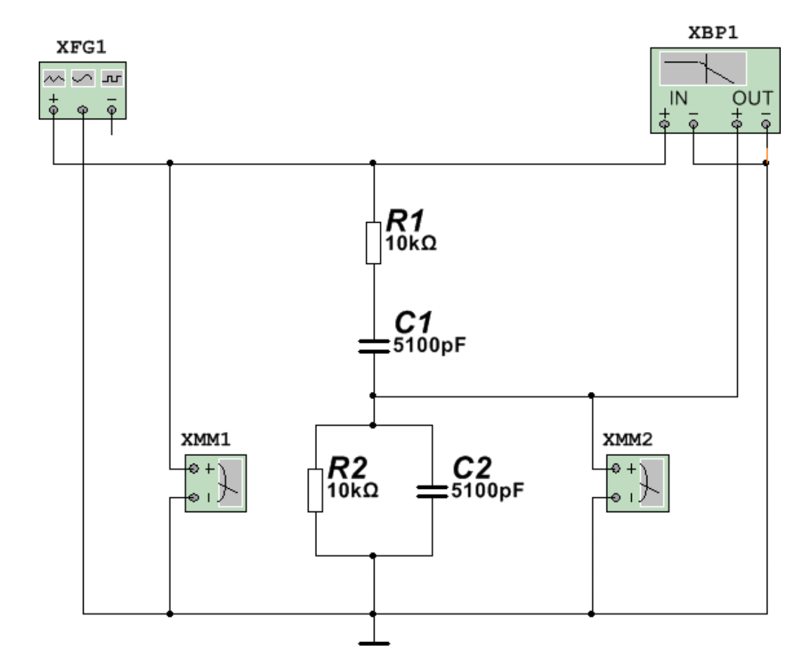 XFG1
XBP1
+ −
IN OUT
+ − + −
R1
10kΩ
C1
5100pF
XMM1
+
R2
10kΩ
C2
5100pF
XMM2
+